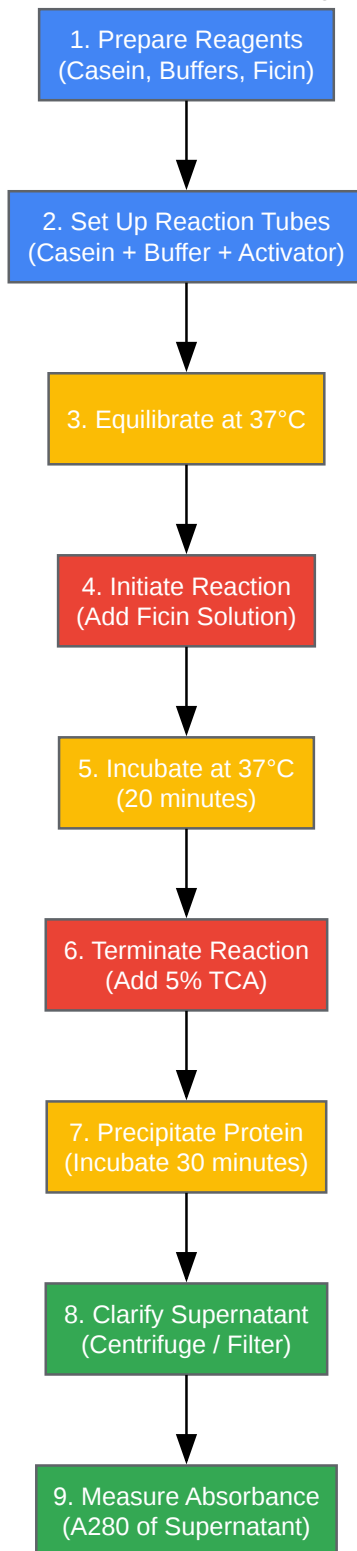 1. Prepare Reagents
(Casein, Buffers, Ficin)
2. Set Up Reaction Tubes
(Casein + Buffer + Activator)
3. Equilibrate at 37°C
4. Initiate Reaction
(Add Ficin Solution)
5. Incubate at 37°C
(20 minutes)
6. Terminate Reaction
(Add 5% TCA)
7. Precipitate Protein
(Incubate 30 minutes)
8. Clarify Supernatant
(Centrifuge / Filter)
9. Measure Absorbance
(A280 of Supernatant)